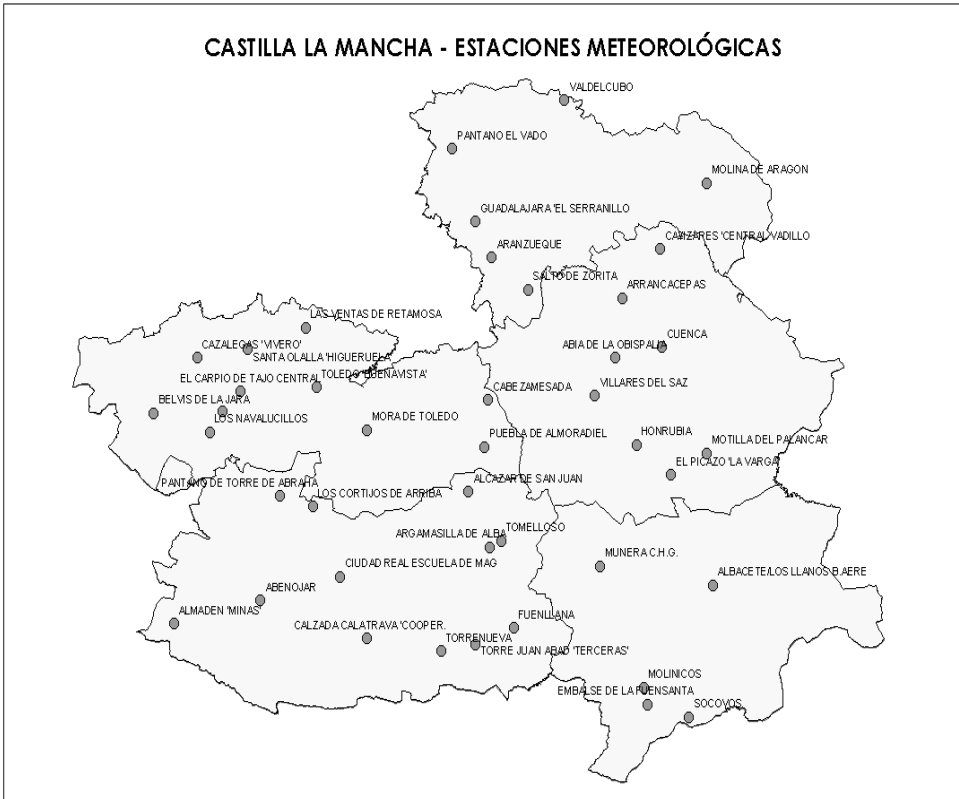 CASTILLA LA MANCHA - ESTACIONES METEOROLÓGICAS
VALDELCUBO
PANTANO EL VADO
MOLINA DE ARAGON
GUADALAJARA 'EL SERRANILLO
CAÑIZARES 'CENTRAL VADILLO
ARANZUEQUE
SALTO DE ZORITA
ARRANCACEPAS
LAS VENTAS DE RETAMOSA
CUENCA
CAZALEGAS 'VIVERO'
ABIA DE LA OBISPALIA
SANTA OLALLA 'HIGUERUELA
EL CARPIO DE TAJO CENTRAL
TOLEDO 'BUENAVISTA'
CABEZAMESADA
VILLARES DEL SAZ
BELVIS DE LA JARA
LOS NAVALUCILLOS
MORA DE TOLEDO
PUEBLA DE ALMORADIEL
HONRUBIA
MOTILLA DEL PALANCAR
EL PICAZO 'LA VARGA'
PANTANO DE TORRE DE ABRAHA
ALCAZAR DE SAN JUAN
LOS CORTIJOS DE ARRIBA
ARGAMASILLA DE ALBA
TOMELLOSO
MUNERA C.H.G.
CIUDAD REAL ESCUELA DE MAG
ALBACETE/LOS LLANOS B.AERE
ABENOJAR
ALMADEN 'MINAS'
FUENLLANA
CALZADA CALATRAVA 'COOPER.
TORRENUEVA
TORRE JUAN ABAD 'TERCERAS'
MOLINICOS
EMBALSE DE LA FUENSANTA
SOCOVOS